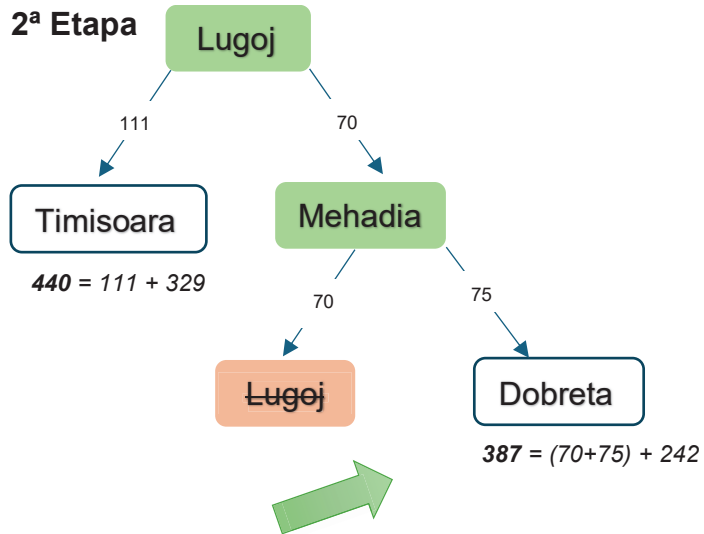 2ª Etapa
Lugoj
111
70
Timisoara
Mehadia
440 = 111 + 329
70
75
Lugoj
Dobreta
387 = (70+75) + 242